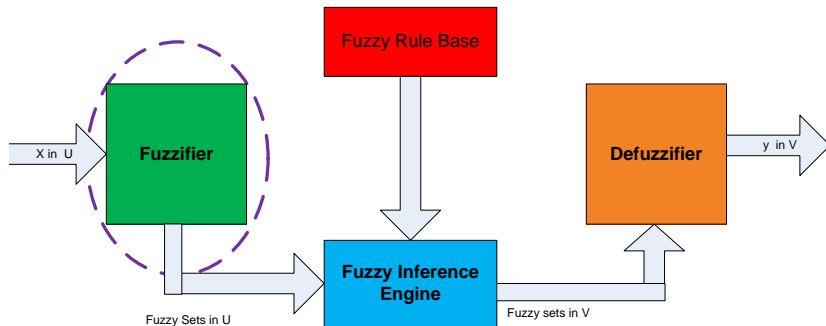 Fuzzy Rule Base
X in U
Fuzzifier
Defuzzifier
y in V
Fuzzy Inference
Engine
Fuzzy Sets in U
Fuzzy sets in V